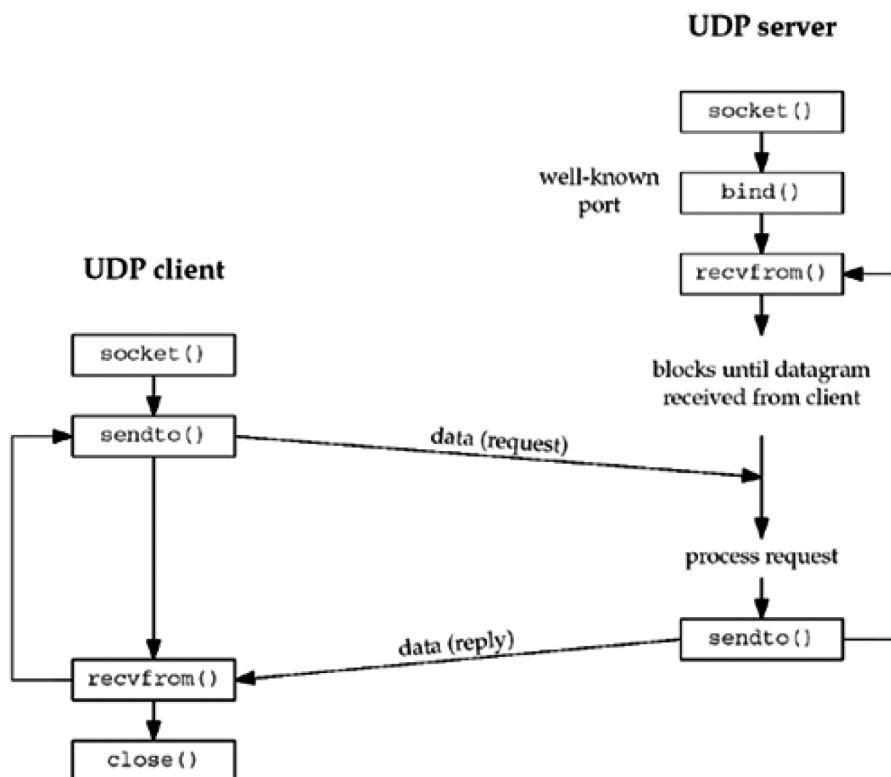 UDP server
socket()
well-known
port
bind()
recvfrom()
UDP client
socket()
blocks until datagram
received from client
sendto()
data (request)
process request
data (reply)
sendto()
recvfrom()
close()